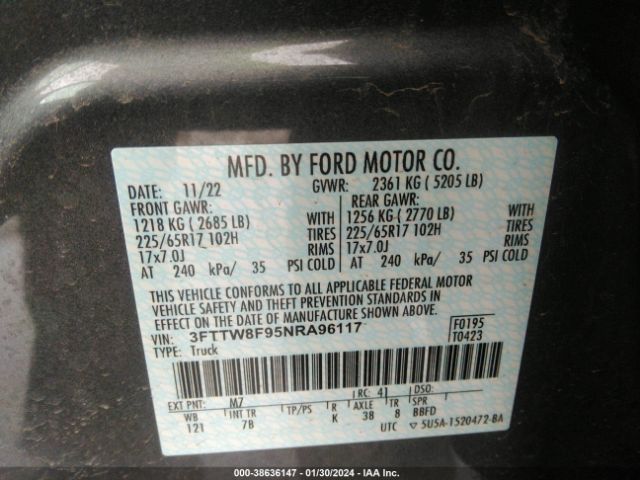 MFD. BY FORD MOTOR CO.
DATE: 11/22 GVWR: 2361 KG ( 5205 LB)
FRONT GAWR: REAR GAWR:
1218 KG ( 2685 LB) WITH 1256 KG ( 2770 LB) WITH
225/65R17 102H TIRES 225/65R17 102H TIRES
17x7.0J RIMS 17x7.0J RIMS
AT 240 kPa/ 35 PSI COLD AT 240 kPa/ 35 PSI COLD
THIS VEHICLE CONFORMS TO ALL APPLICABLE FEDERAL MOTOR
VEHICLE SAFETY AND THEFT PREVENTION STANDARDS IN
EFFECT ON THE DATE OF MANUFACTURE SHOWN ABOVE.
VIN: 3FTTW8F95NRA96117 F0195
TYPE: Truck T0423
EXT PNT: M7 RC: 41 DSO:
WB INT TR TP/PS R AXLE TR SPR
121 7B K 38 8 BBFD
UTC ▽ 5U5A-1520472-BA
000-38636147 - 01/30/2024 - IAA Inc.